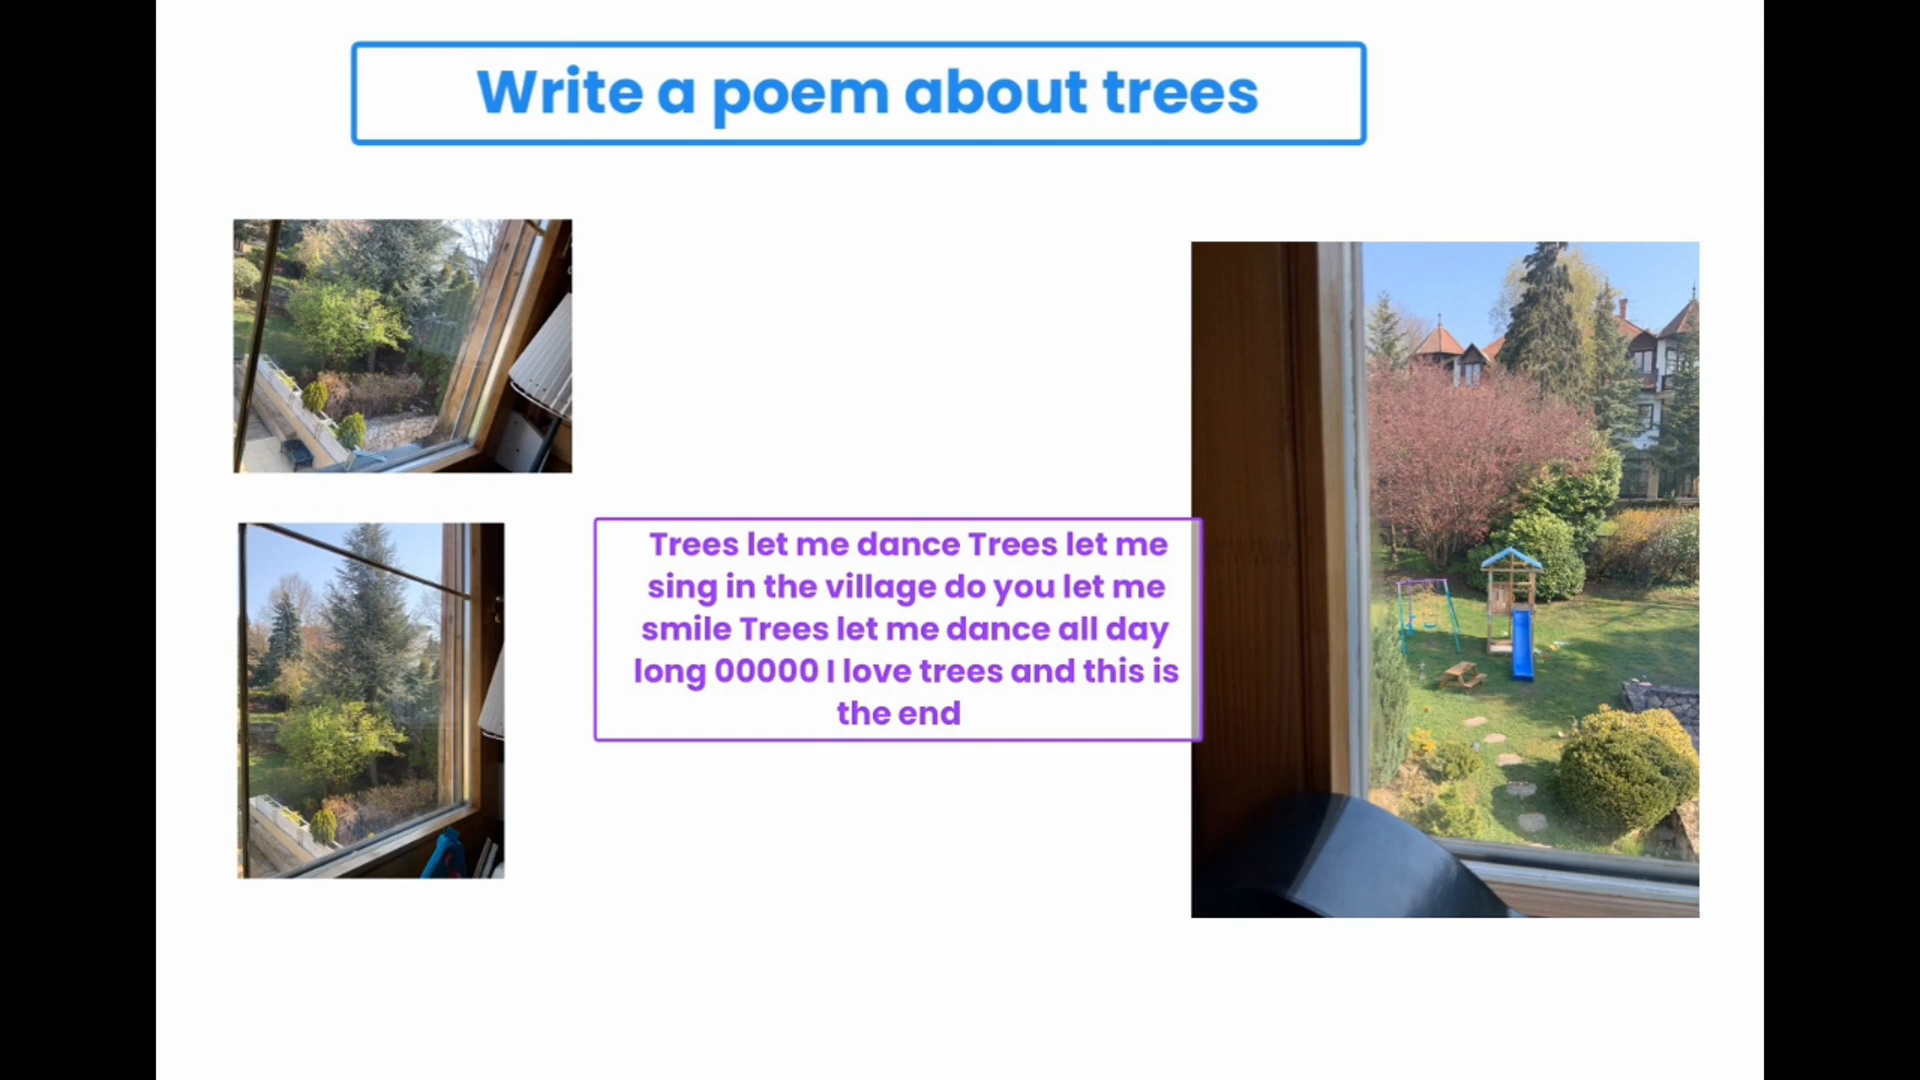 Write a poem about trees
Trees let me dance Trees let me
sing in the village do you let me
smile Trees let me dance all day
long 00000 I love trees and this is
the end